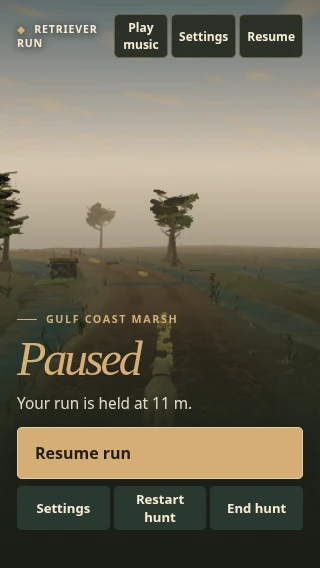 ◆ RETRIEVER
RUN
Play
music
Settings
Resume
GULF COAST MARSH
Paused
Your run is held at 11 m.
Resume run
Settings
Restart
hunt
End hunt